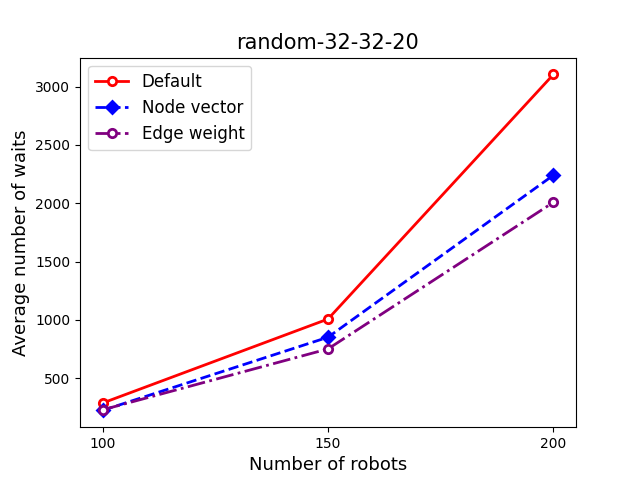 random-32-32-20
Default
Node vector
Edge weight
3000
2500
2000
1500
1000
500
Average number of waits
100
150
200
Number of robots